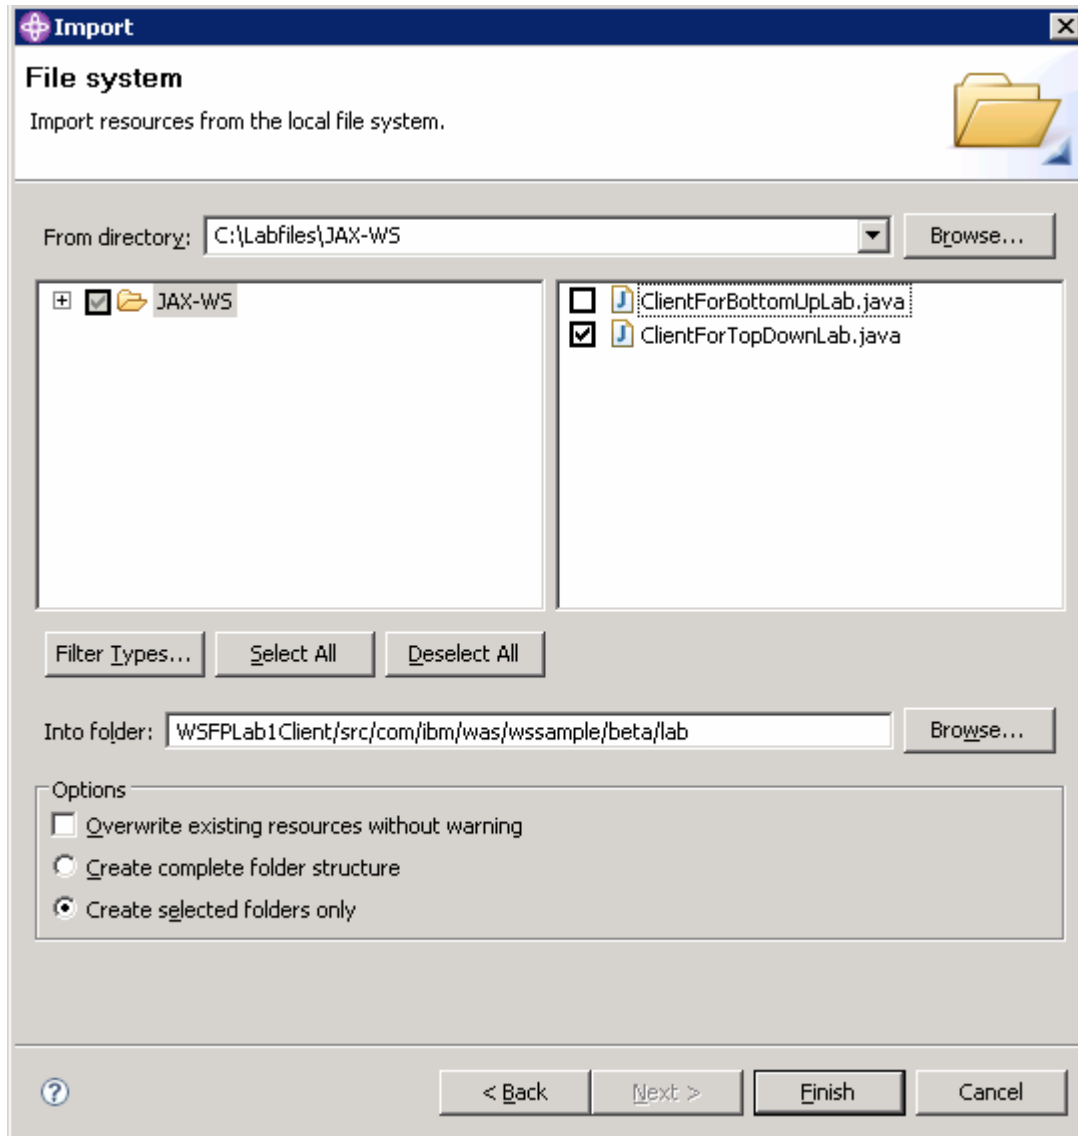 Import
File system
Import resources from the local file system.
From directory: C:\Labfiles\JAX-WS Browse...
JAX-WS
ClientForBottomUpLab.java
ClientForTopDownLab.java
Filter Types... Select All Deselect All
Into folder: WSFPLab1Client/src/com/ibm/was/wssample/beta/lab Browse...
Options
Overwrite existing resources without warning
Create complete folder structure
Create selected folders only
? < Back Next > Finish Cancel